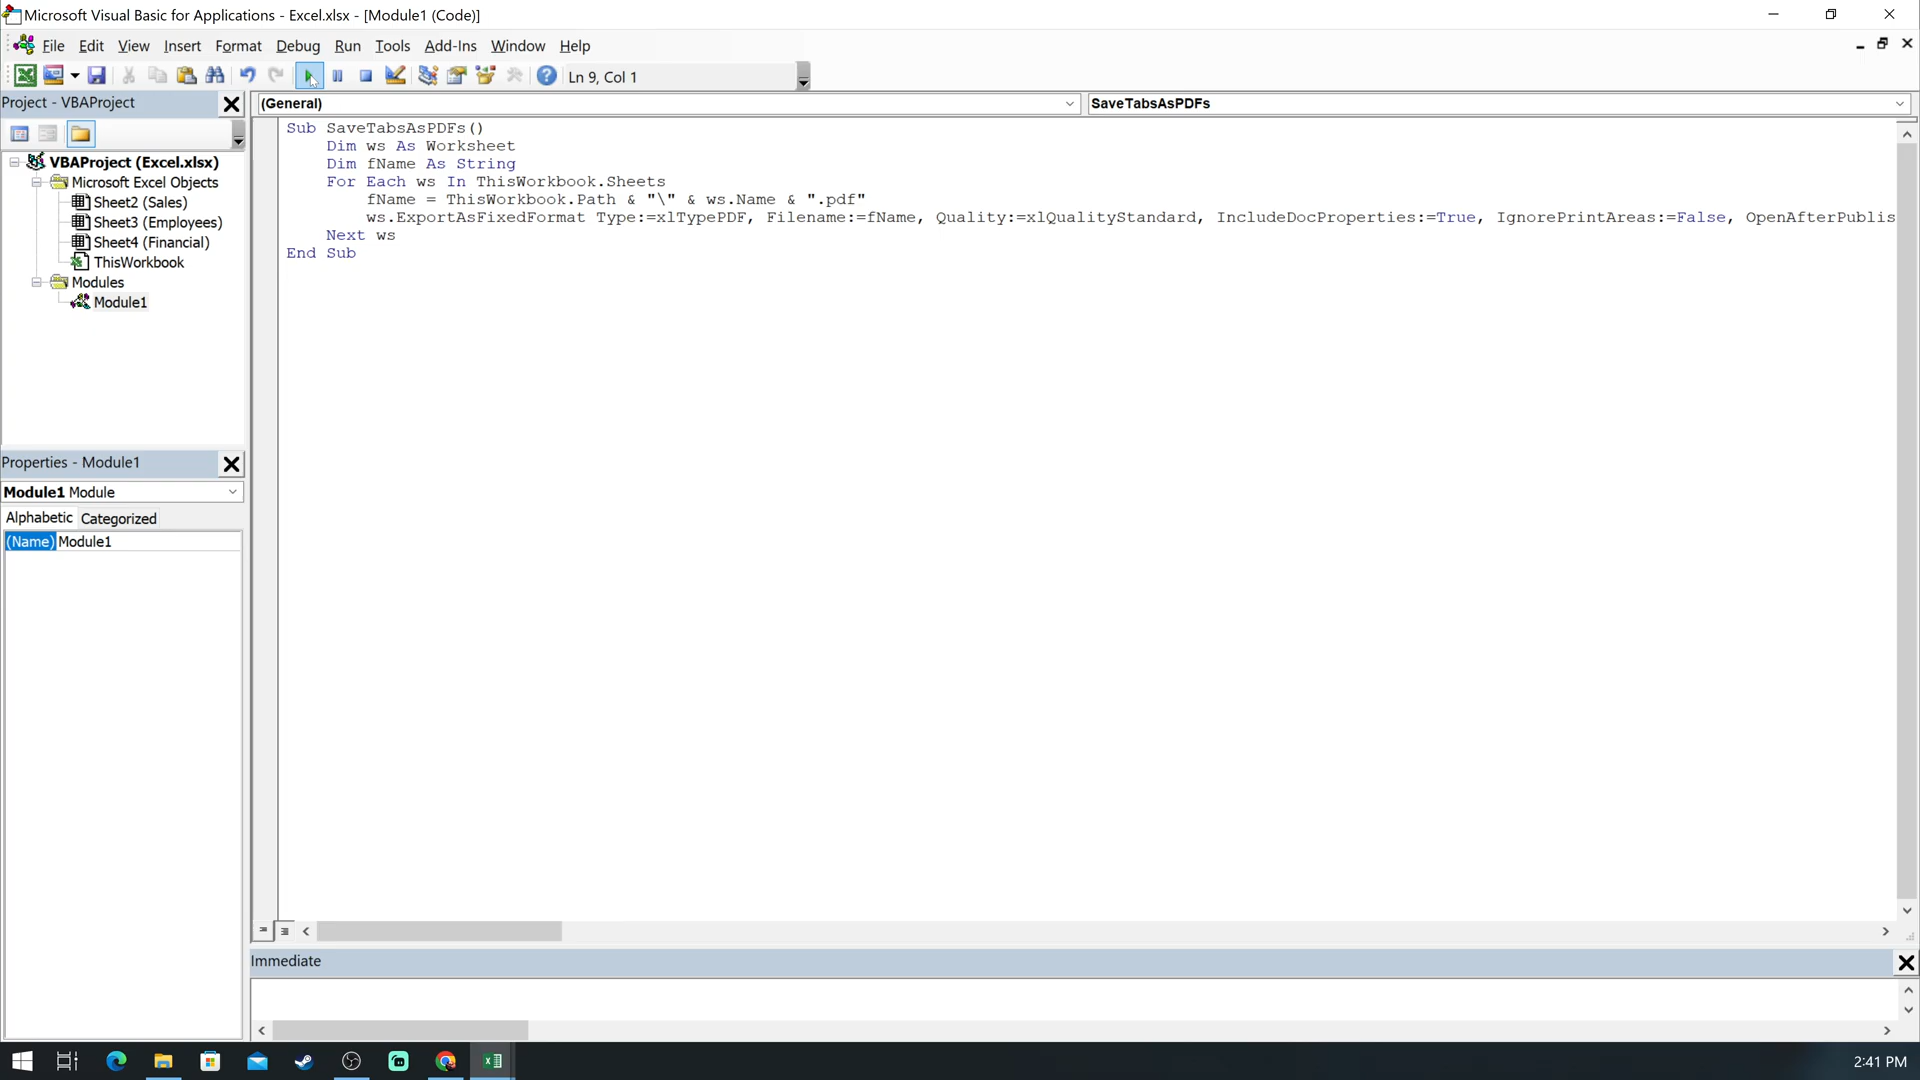 Microsoft Visual Basic for Applications - Excel.xlsx - [Module1 (Code)]
File Edit View Insert Format Debug Run Tools Add-Ins Window Help
Ln 9, Col 1
Project - VBAProject
(General)
SaveTabsAsPDFs
VBAProject (Excel.xlsx)
Microsoft Excel Objects
Sheet2 (Sales)
Sheet3 (Employees)
Sheet4 (Financial)
ThisWorkbook
Modules
Module1
Sub SaveTabsAsPDFs()
Dim ws As Worksheet
Dim fName As String
For Each ws In ThisWorkbook.Sheets
fName = ThisWorkbook.Path & "\" & ws.Name & ".pdf"
ws.ExportAsFixedFormat Type:=xlTypePDF, Filename:=fName, Quality:=xlQualityStandard, IncludeDocProperties:=True, IgnorePrintAreas:=False, OpenAfterPublis
Next ws
End Sub
Properties - Module1
Module1 Module
Alphabetic Categorized
(Name) Module1
Immediate
2:41 PM